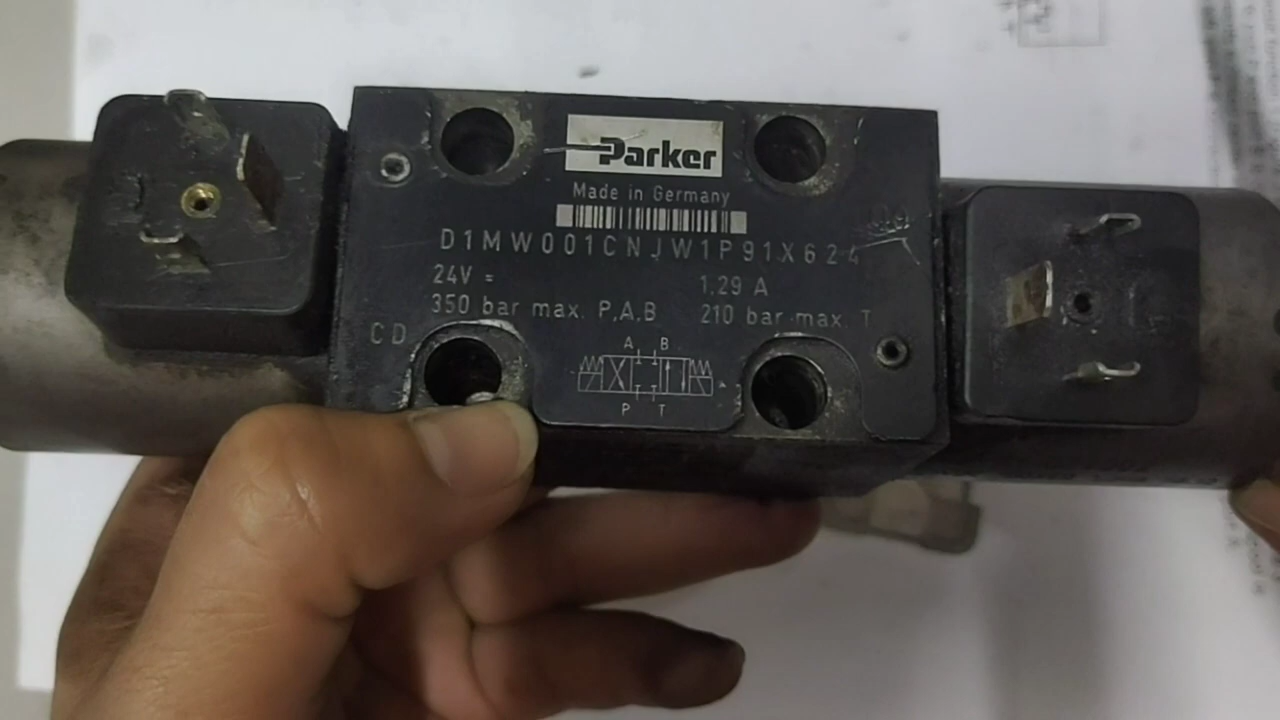 Parker
Made in Germany
D1MW001CNJW1P91X624
24V = 1.29 A
350 bar max. P,A,B 210 bar max. T
CD
A B
P T